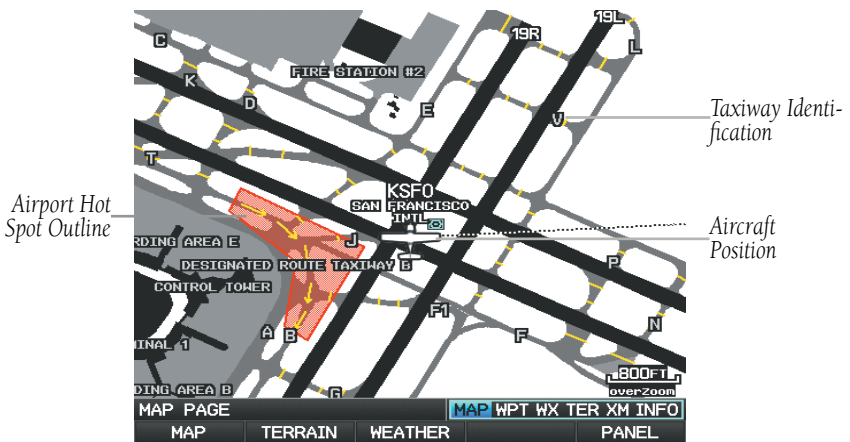 19L
19R
C
L
FIRE STATION #2
K
D
E
V
Taxiway Identi-
fication
T
KSFO
SAN FRANCISCO
INTL
Airport Hot
Spot Outline
J
Aircraft
Position
RDING AREA E
DESIGNATED ROUTE TAXIWAY B
P
CONTROL TOWER
F1
N
A
B
F
MINAL 1
800FT
overZoom
DING AREA B
G
MAP PAGE
MAP WPT WX TER XM INFO
MAP TERRAIN WEATHER PANEL